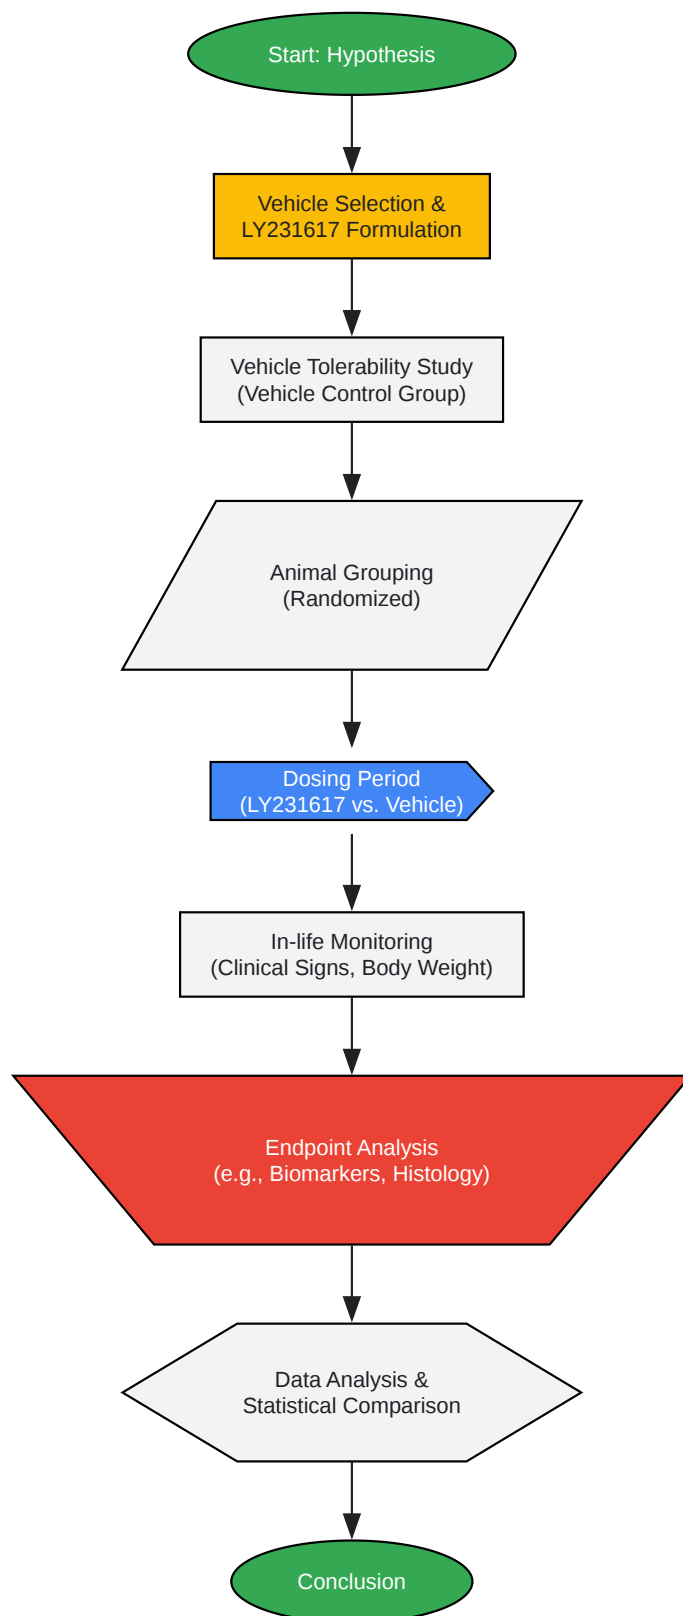 Start: Hypothesis
Vehicle Selection &
LY231617 Formulation
Vehicle Tolerability Study
(Vehicle Control Group)
Animal Grouping
(Randomized)
Dosing Period
(LY231617 vs. Vehicle)
In-life Monitoring
(Clinical Signs, Body Weight)
Endpoint Analysis
(e.g., Biomarkers, Histology)
Data Analysis &
Statistical Comparison
Conclusion